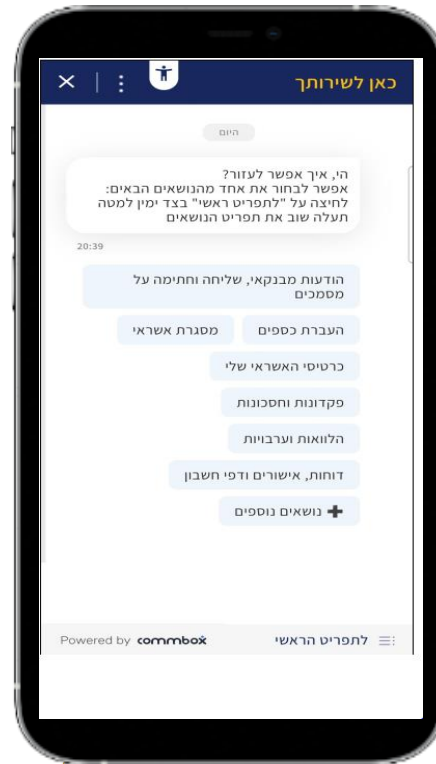 כאן לשירותך
היום
הי, איך אפשר לעזור?
אפשר לבחור את אחד מהנושאים הבאים:
לחיצה על "לתפריט ראשי" בצד ימין למטה
תעלה שוב את תפריט הנושאים
20:39
הודעות מבנקאי, שליחה וחתימה על
מסמכים
העברת כספים
מסגרת אשראי
כרטיסי האשראי שלי
פקדונות וחסכונות
הלוואות וערבויות
דוחות, אישורים ודפי חשבון
נושאים נוספים
לתפריט הראשי
Powered by commbox